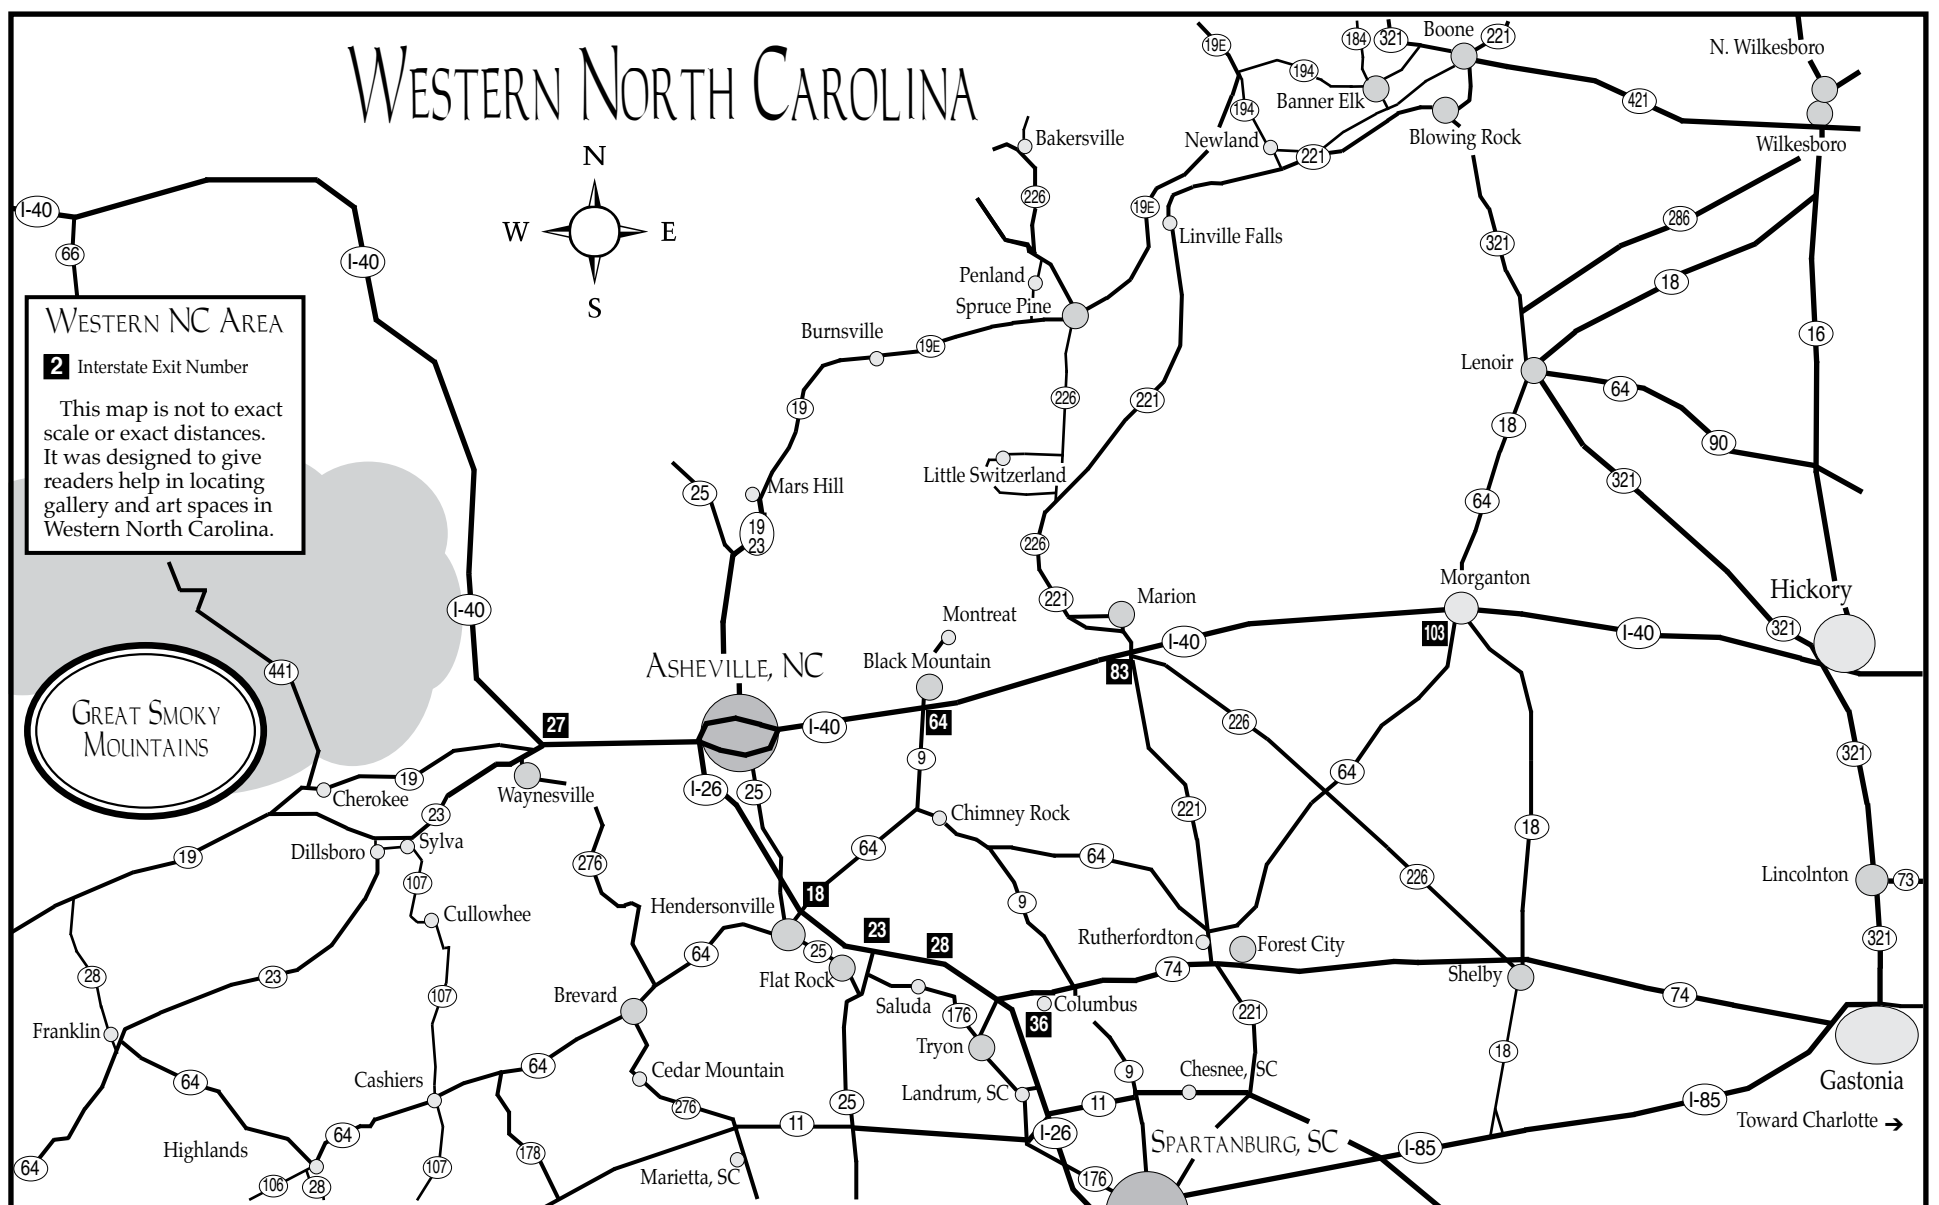 WESTERN NORTH CAROLINA
N
W
E
S
WESTERN NC AREA
2 Interstate Exit Number
This map is not to exact
scale or exact distances.
It was designed to give
readers help in locating
gallery and art spaces in
Western North Carolina.
GREAT SMOKY
MOUNTAINS
I-40
66
I-40
I-40
441
27
19
Cherokee
23
Waynesville
19
Dillsboro
Sylva
107
Cullowhee
276
28
23
107
Franklin
64
Cashiers
64
Highlands
64
64
106
28
107
178
Brevard
64
Cedar Mountain
276
11
Marietta, SC
Hendersonville
25
Flat Rock
25
18
23
28
Saluda
176
Tryon
Landrum, SC
36
Columbus
I-26
11
176
9
Chesnee, SC
SPARTANBURG, SC
ASHEVILLE, NC
I-26
25
I-40
25
19
23
Mars Hill
19
Burnsville
19E
Spruce Pine
Penland
226
Bakersville
226
Little Switzerland
226
221
221
Marion
Montreat
Black Mountain
64
9
Chimney Rock
64
64
9
83
I-40
226
221
64
226
Rutherfordton
Forest City
74
221
19E
19E
194
194
Newland
Linville Falls
221
184
321
Boone
221
Banner Elk
Blowing Rock
421
N. Wilkesboro
Wilkesboro
321
286
18
16
Lenoir
64
90
18
321
64
Morganton
103
I-40
Hickory
321
321
18
Lincolnton
73
321
Shelby
74
18
Gastonia
I-85
I-85
Toward Charlotte ➔